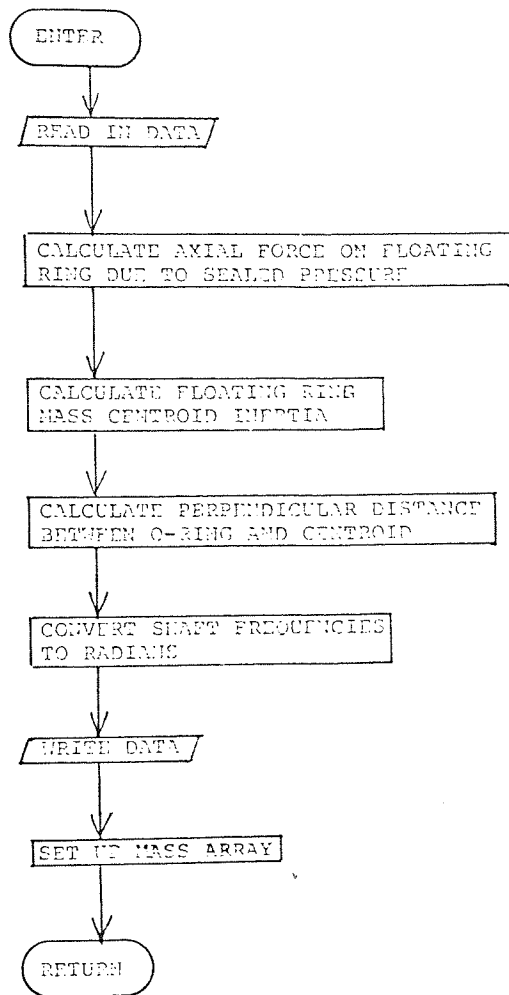 ENTER
READ IN DATA
CALCULATE AXIAL FORCE ON FLOATING
RING DUE TO SEALED PRESSURE
CALCULATE FLOATING RING
MASS CENTROID INERTIA
CALCULATE PERPENDICULAR DISTANCE
BETWEEN O-RING AND CENTROID
CONVERT SHAFT FREQUENCIES
TO RADIANS
WRITE DATA
SET UP MASS ARRAY
RETURN